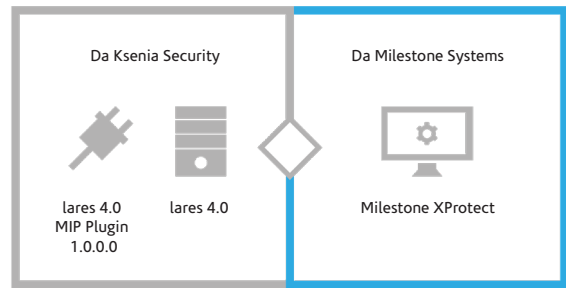 Da Ksenia Security
Da Milestone Systems
lares 4.0
MIP Plugin
1.0.0.0
lares 4.0
Milestone XProtect